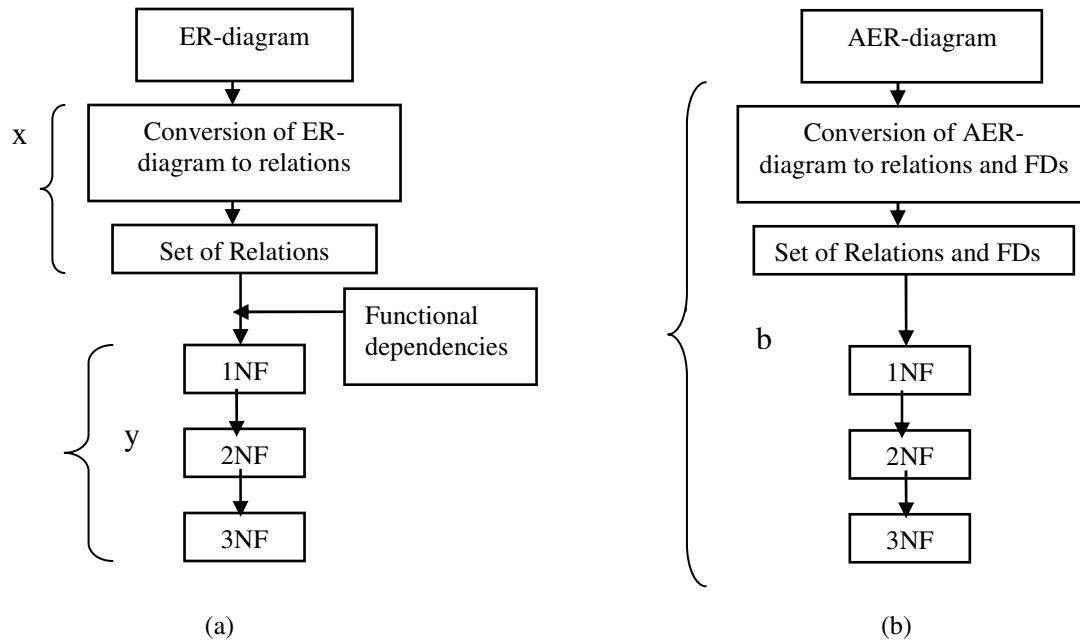 ER-diagram
x
Conversion of ER-
diagram to relations
Set of Relations
Functional
dependencies
y
1NF
2NF
3NF
(a)
AER-diagram
Conversion of AER-
diagram to relations and FDs
Set of Relations and FDs
b
1NF
2NF
3NF
(b)